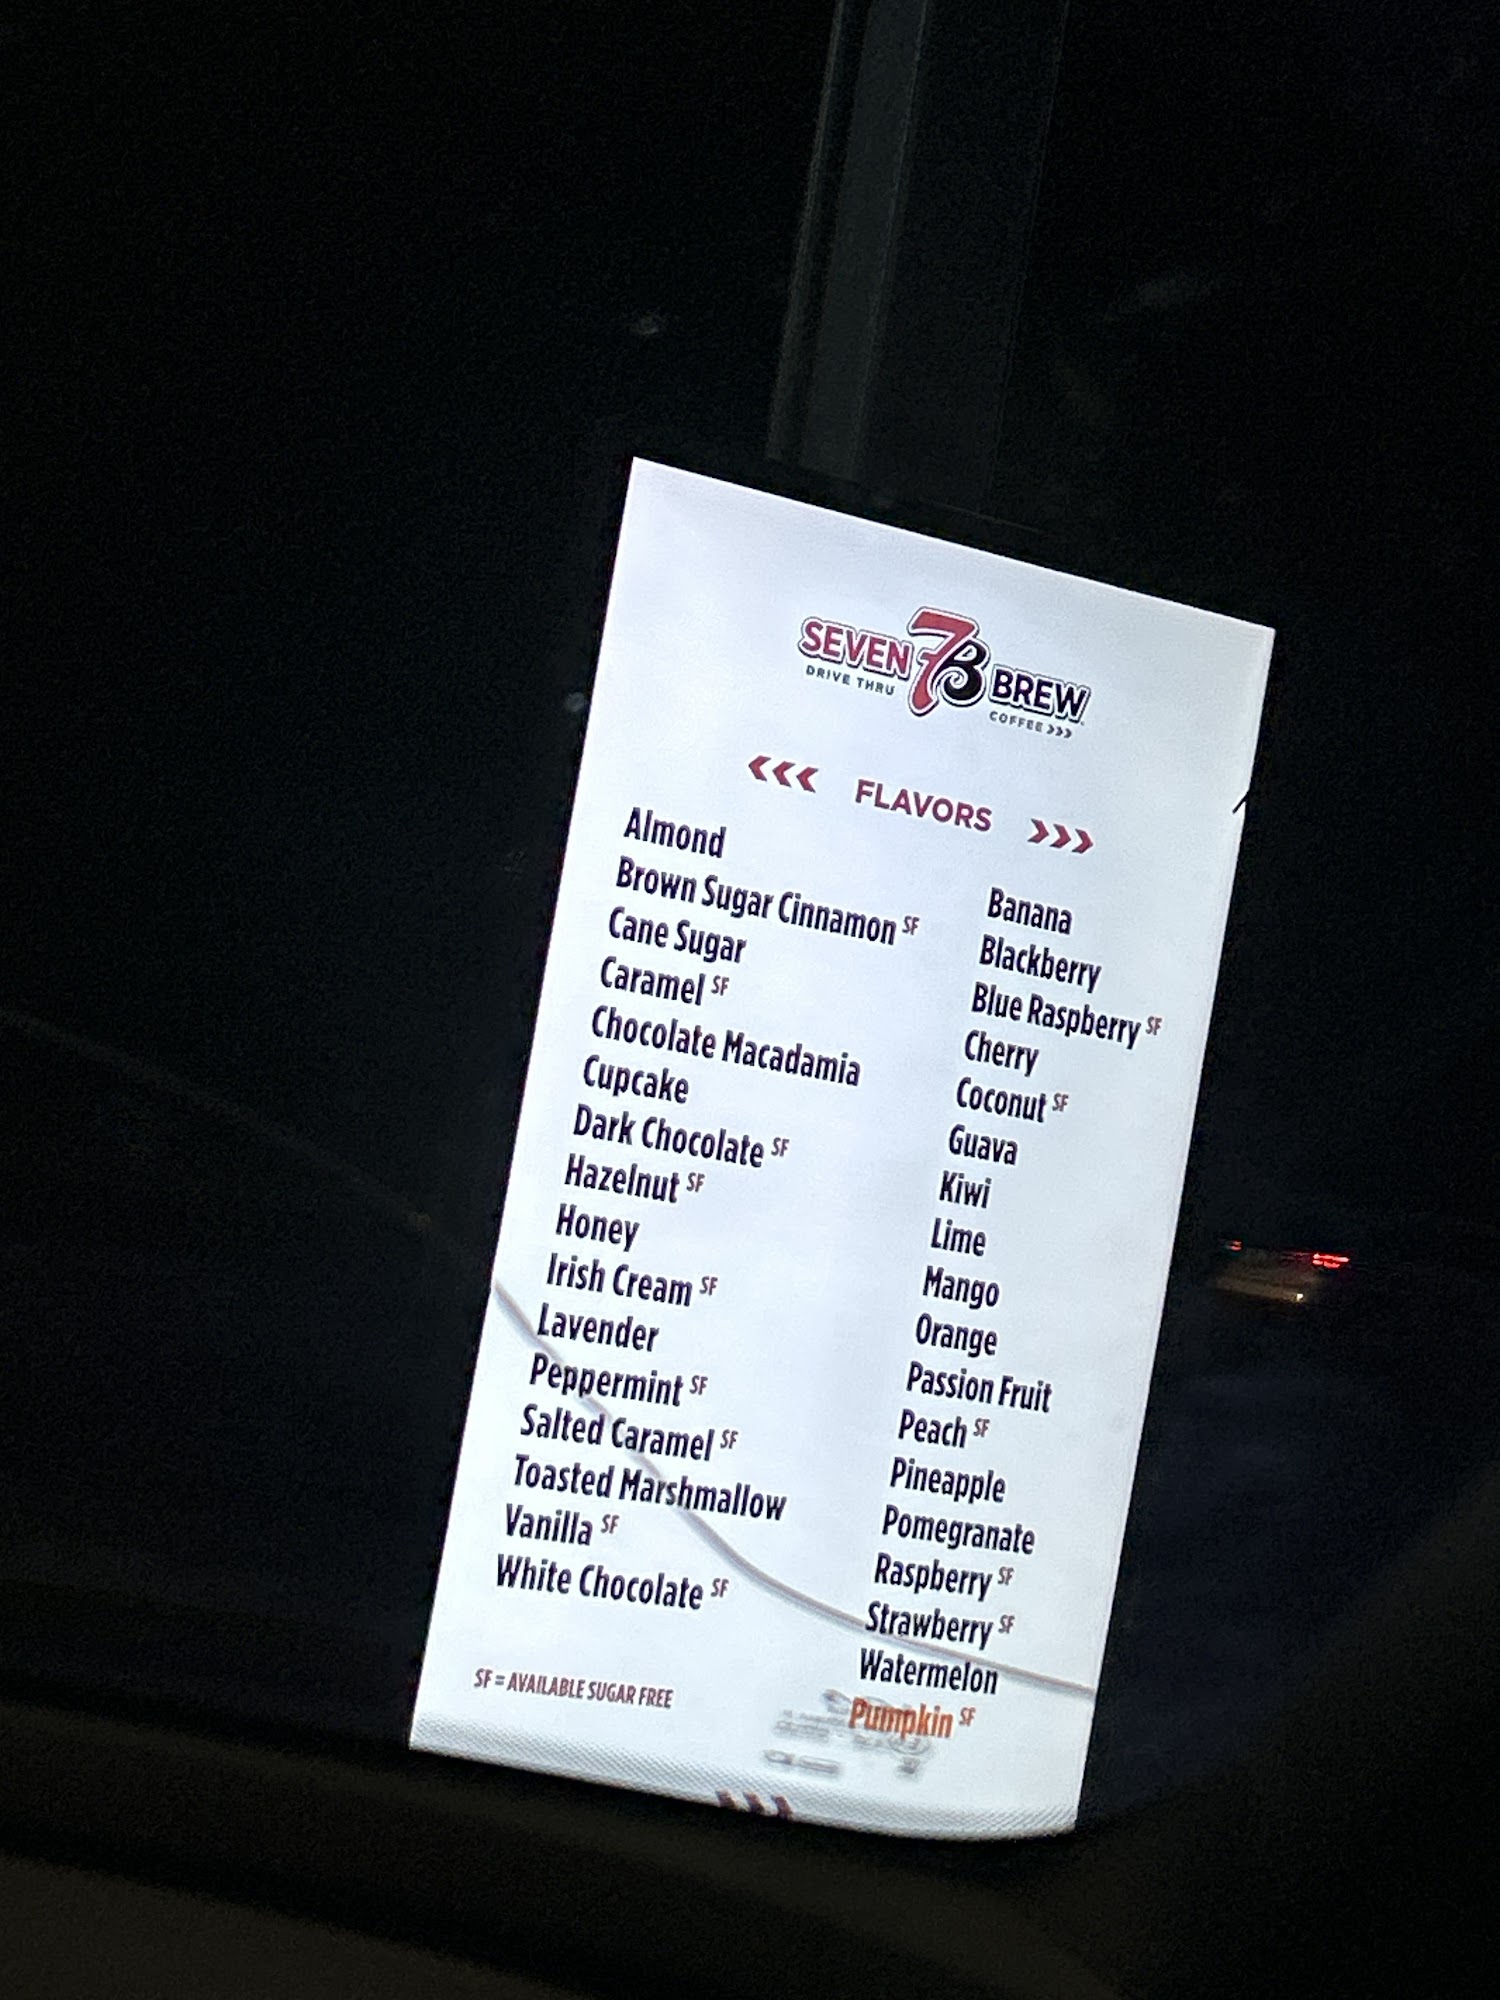 SEVEN 7B BREW
DRIVE THRU
COFFEE >>>
<<< FLAVORS >>>
Almond
Brown Sugar Cinnamon SF
Cane Sugar
Caramel SF
Chocolate Macadamia
Cupcake
Dark Chocolate SF
Hazelnut SF
Honey
Irish Cream SF
Lavender
Peppermint SF
Salted Caramel SF
Toasted Marshmallow
Vanilla SF
White Chocolate SF
SF = AVAILABLE SUGAR FREE
Banana
Blackberry
Blue Raspberry SF
Cherry
Coconut SF
Guava
Kiwi
Lime
Mango
Orange
Passion Fruit
Peach SF
Pineapple
Pomegranate
Raspberry SF
Strawberry SF
Watermelon
Pumpkin SF